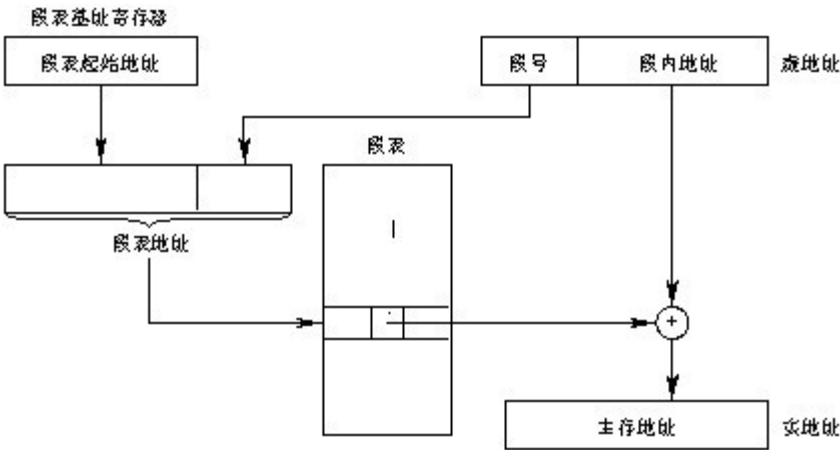 段表基址寄存器
段表起始地址
段号
段内地址
虚地址
段表
段表地址
+
主存地址
实地址